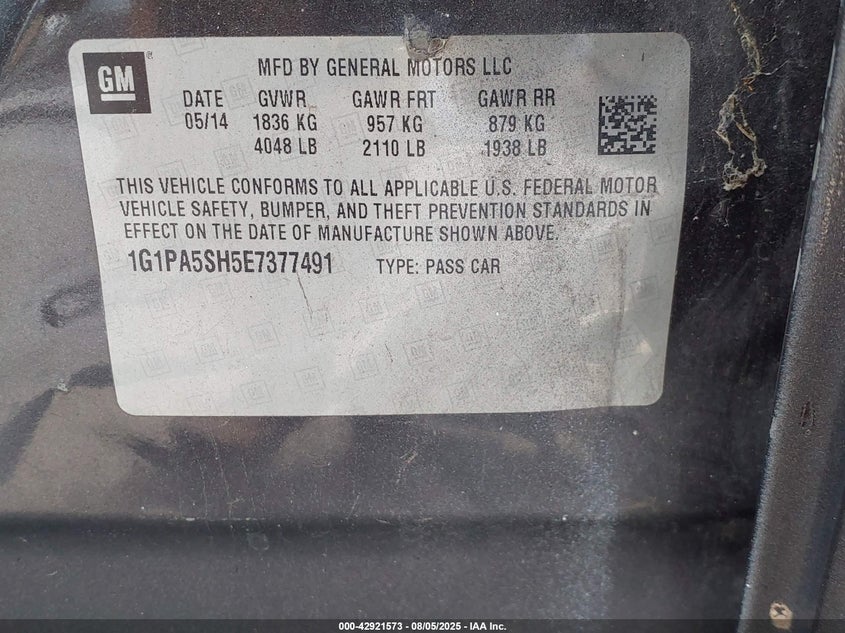 GM
MFD BY GENERAL MOTORS LLC
DATE GVWR GAWR FRT GAWR RR
05/14 1836 KG 957 KG 879 KG
4048 LB 2110 LB 1938 LB
THIS VEHICLE CONFORMS TO ALL APPLICABLE U.S. FEDERAL MOTOR
VEHICLE SAFETY, BUMPER, AND THEFT PREVENTION STANDARDS IN
EFFECT ON THE DATE OF MANUFACTURE SHOWN ABOVE.
1G1PA5SH5E7377491 TYPE: PASS CAR
000-42921573 - 08/05/2025 - IAA Inc.